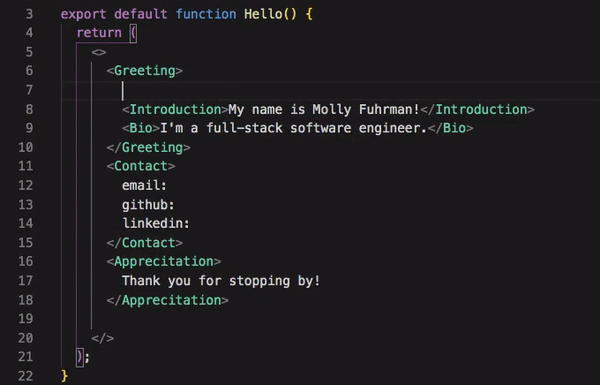 3 export default function Hello() {
4 return (
5 <>
6 <Greeting>
7
8 <Introduction>My name is Molly Fuhrman!</Introduction>
9 <Bio>I'm a full-stack software engineer.</Bio>
10 </Greeting>
11 <Contact>
12 email:
13 github:
14 linkedin:
15 </Contact>
16 <Apprecitation>
17 Thank you for stopping by!
18 </Apprecitation>
19
20 </>
21 );
22 }